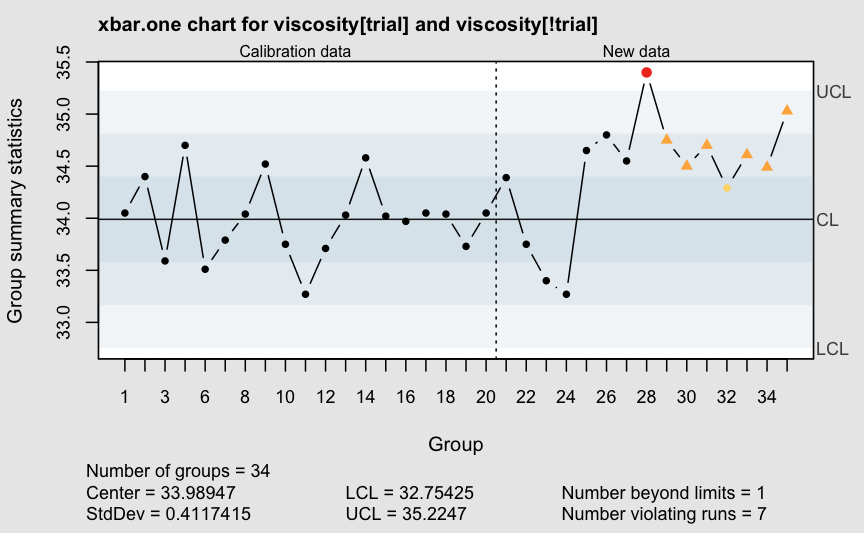 xbar.one chart for viscosity[trial] and viscosity[!trial]
Calibration data
New data
Group summary statistics
35.5
35.0
34.5
34.0
33.5
33.0
UCL
CL
LCL
1 3 6 8 10 12 14 16 18 20 22 24 26 28 30 32 34
Group
Number of groups = 34
Center = 33.98947 LCL = 32.75425 Number beyond limits = 1
StdDev = 0.4117415 UCL = 35.2247 Number violating runs = 7